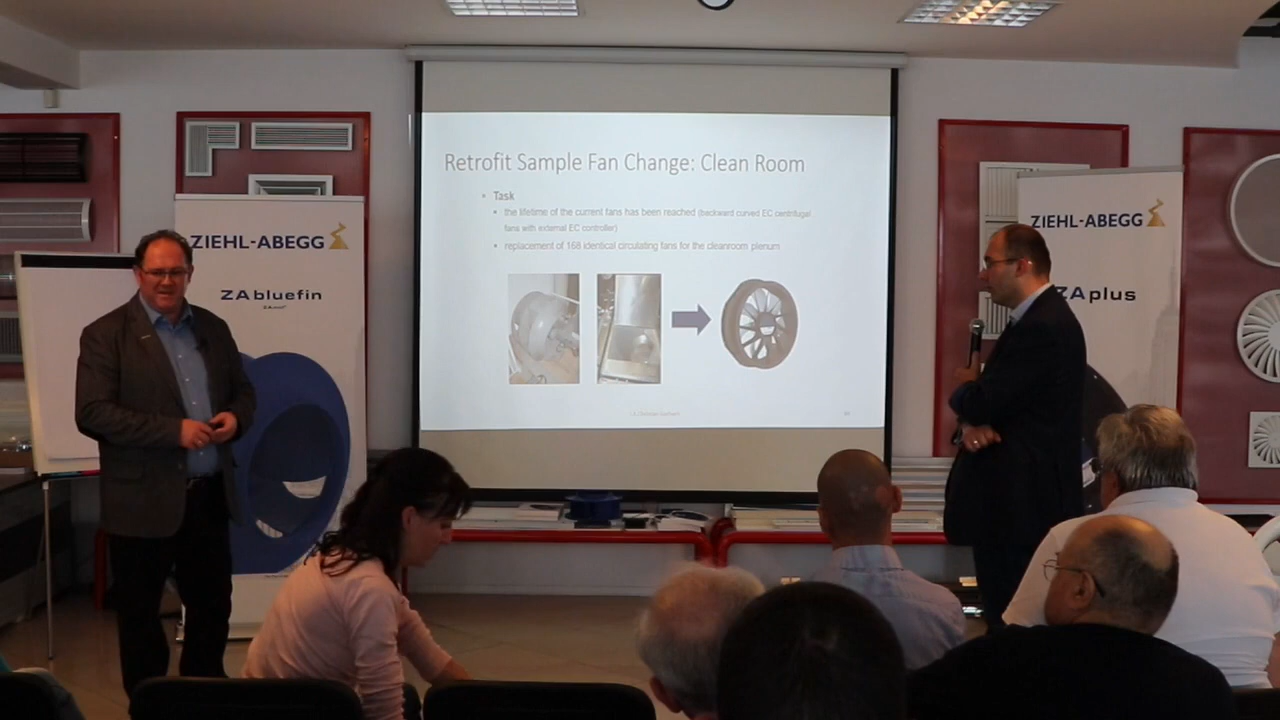 Retrofit Sample Fan Change: Clean Room
Task
the lifetime of the current fans has been reached (backward curved EC centrifugal
fans with external EC controller)
replacement of 168 identical circulating fans for the cleanroom plenum
ZIEHL-ABEGG
ZAbluefin
ZIEHL-ABEGG
ZAplus